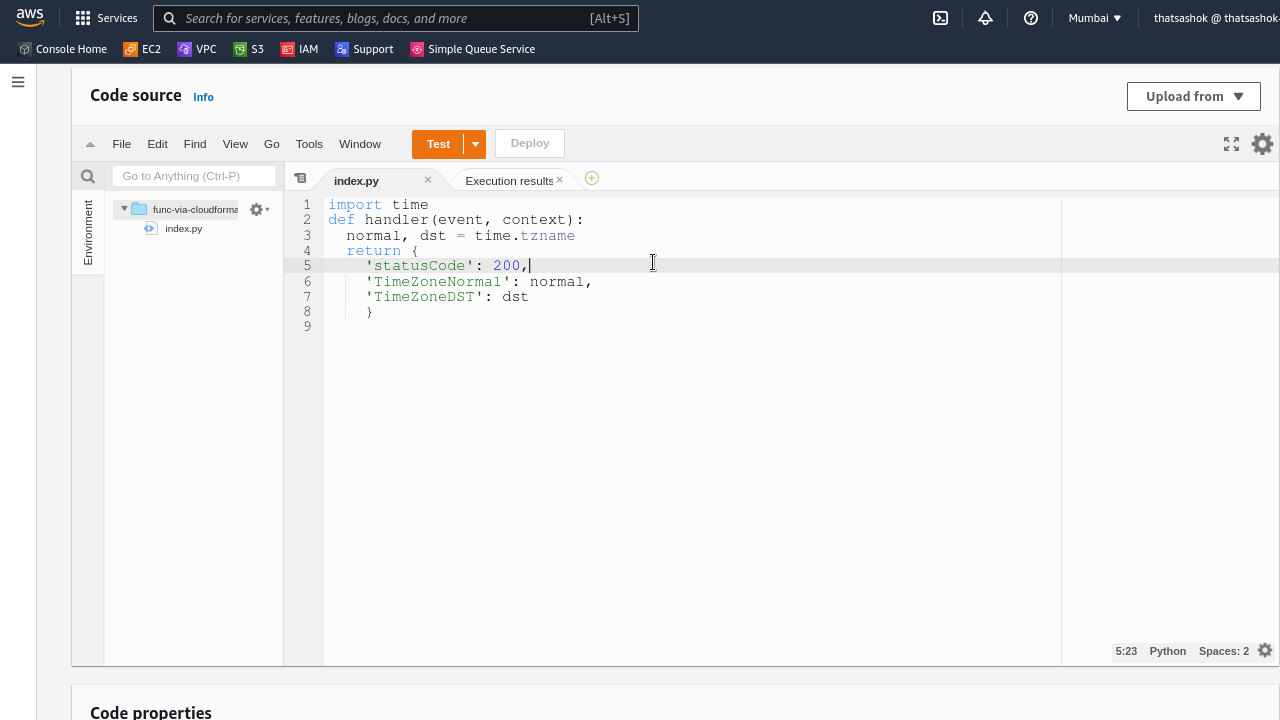 aws
Services
Search for services, features, blogs, docs, and more
[Alt+S]
Mumbai
thatsashok @ thatsashok-
Console Home
EC2
VPC
S3
IAM
Support
Simple Queue Service
Code source
Info
Upload from
File
Edit
Find
View
Go
Tools
Window
Test
Deploy
Go to Anything (Ctrl-P)
index.py
Execution results
Environment
func-via-cloudforma
index.py
1 import time
2 def handler(event, context):
3 normal, dst = time.tzname
4 return {
5 'statusCode': 200,
6 'TimeZoneNormal': normal,
7 'TimeZoneDST': dst
8 }
9
5:23
Python
Spaces: 2
Code properties